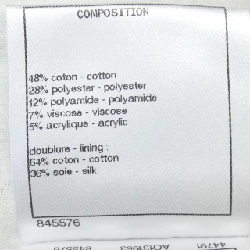 COMPOSITION
48% coton - cotton
28% polyester - polyester
12% polyamide - polyamide
7% viscose - viscose
5% acrylique - acrylic
doublure - lining :
64% coton - cotton
36% soie - silk
845576